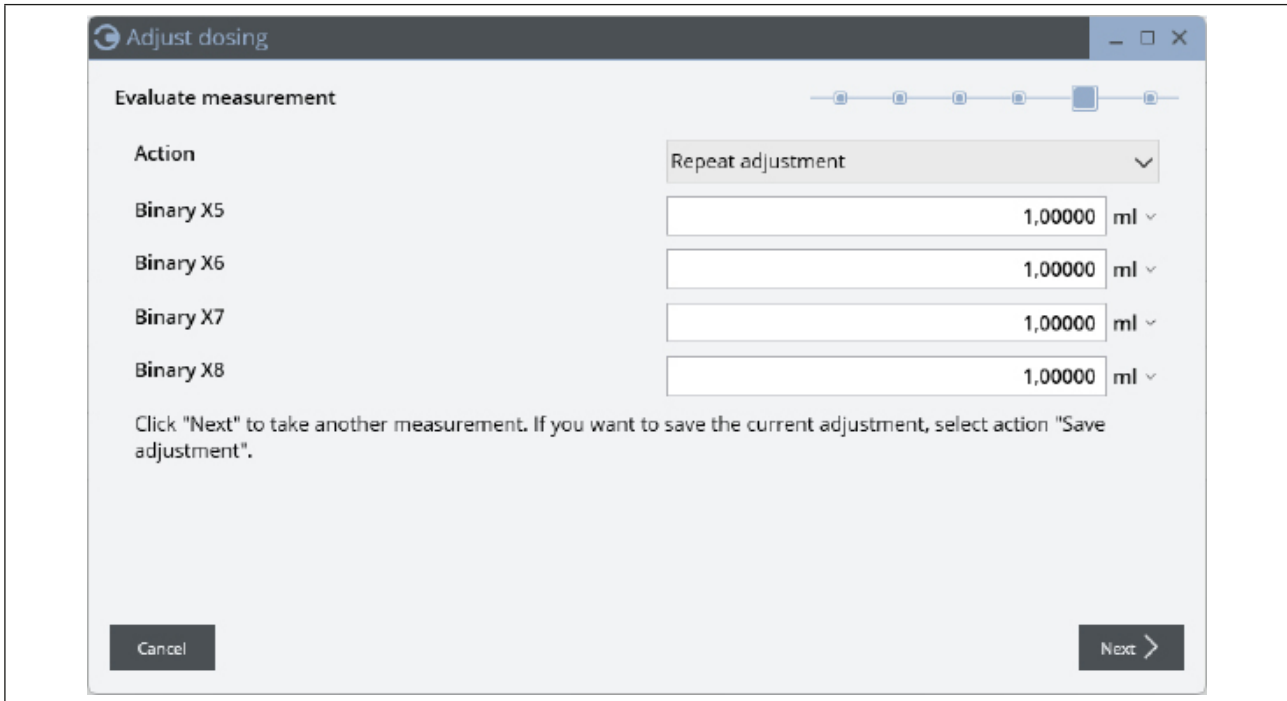 Adjust dosing
Evaluate measurement
Action
Repeat adjustment
Binary X5
1,00000 ml
Binary X6
1,00000 ml
Binary X7
1,00000 ml
Binary X8
1,00000 ml
Click "Next" to take another measurement. If you want to save the current adjustment, select action "Save
adjustment".
Cancel
Next